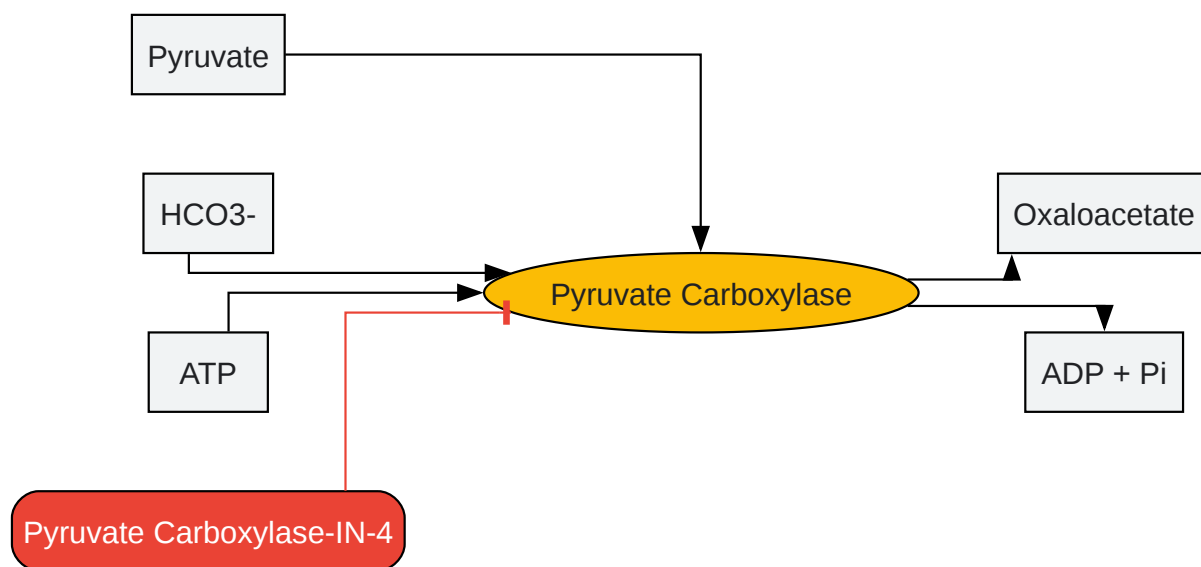 Pyruvate
HCO3-
Oxaloacetate
Pyruvate Carboxylase
ATP
ADP + Pi
Pyruvate Carboxylase-IN-4